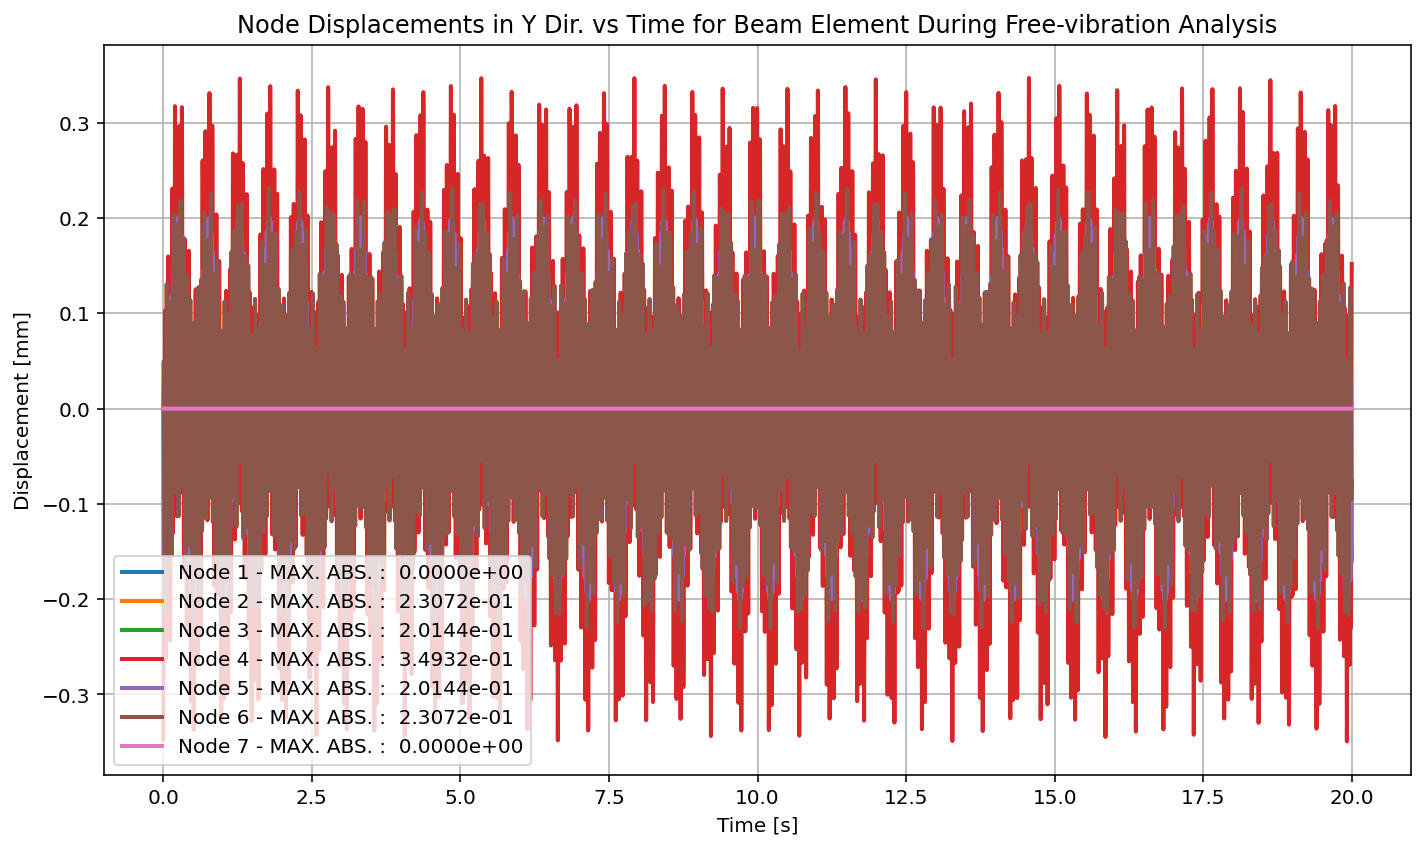 Node Displacements in Y Dir. vs Time for Beam Element During Free-vibration Analysis
Displacement [mm]
0.3
0.2
0.1
0.0
−0.1
−0.2
−0.3
Node 1 - MAX. ABS. : 0.0000e+00
Node 2 - MAX. ABS. : 2.3072e-01
Node 3 - MAX. ABS. : 2.0144e-01
Node 4 - MAX. ABS. : 3.4932e-01
Node 5 - MAX. ABS. : 2.0144e-01
Node 6 - MAX. ABS. : 2.3072e-01
Node 7 - MAX. ABS. : 0.0000e+00
0.0 2.5 5.0 7.5 10.0 12.5 15.0 17.5 20.0
Time [s]